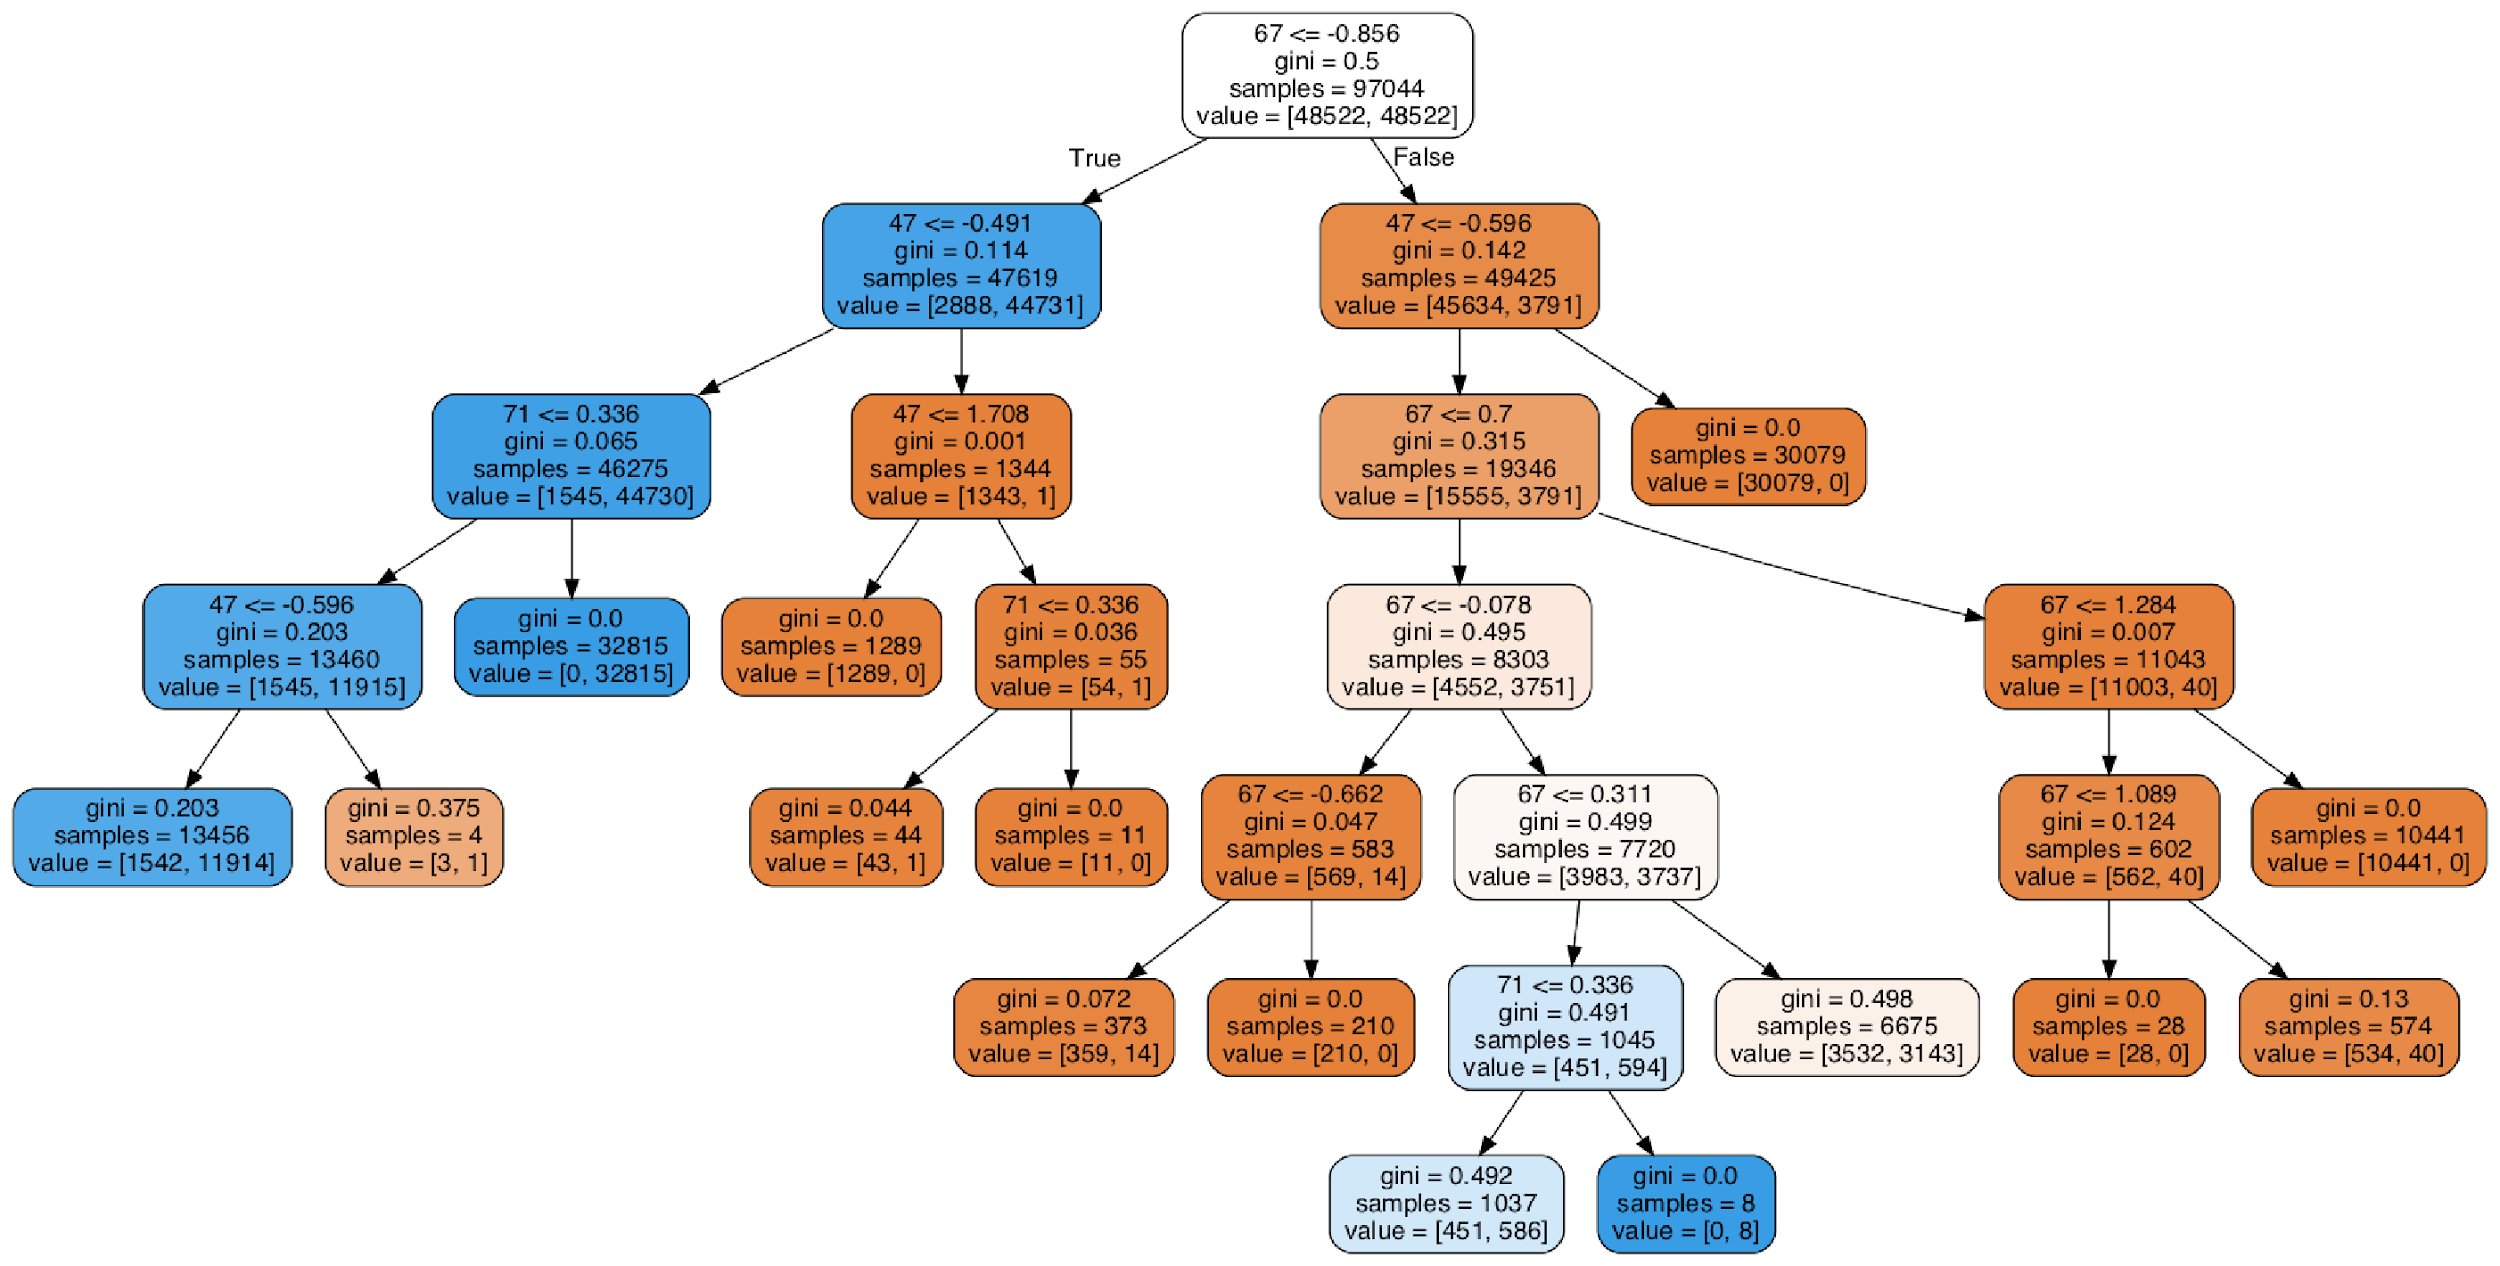 67 <= -0.856
gini = 0.5
samples = 97044
value = [48522, 48522]
True
False
47 <= -0.491
gini = 0.114
samples = 47619
value = [2888, 44731]
47 <= -0.596
gini = 0.142
samples = 49425
value = [45634, 3791]
71 <= 0.336
gini = 0.065
samples = 46275
value = [1545, 44730]
47 <= 1.708
gini = 0.001
samples = 1344
value = [1343, 1]
67 <= 0.7
gini = 0.315
samples = 19346
value = [15555, 3791]
gini = 0.0
samples = 30079
value = [30079, 0]
47 <= -0.596
gini = 0.203
samples = 13460
value = [1545, 11915]
gini = 0.0
samples = 32815
value = [0, 32815]
gini = 0.0
samples = 1289
value = [1289, 0]
71 <= 0.336
gini = 0.036
samples = 55
value = [54, 1]
67 <= -0.078
gini = 0.495
samples = 8303
value = [4552, 3751]
67 <= 1.284
gini = 0.007
samples = 11043
value = [11003, 40]
gini = 0.203
samples = 13456
value = [1542, 11914]
gini = 0.375
samples = 4
value = [3, 1]
gini = 0.044
samples = 44
value = [43, 1]
gini = 0.0
samples = 11
value = [11, 0]
67 <= -0.662
gini = 0.047
samples = 583
value = [569, 14]
67 <= 0.311
gini = 0.499
samples = 7720
value = [3983, 3737]
67 <= 1.089
gini = 0.124
samples = 602
value = [562, 40]
gini = 0.0
samples = 10441
value = [10441, 0]
gini = 0.072
samples = 373
value = [359, 14]
gini = 0.0
samples = 210
value = [210, 0]
71 <= 0.336
gini = 0.491
samples = 1045
value = [451, 594]
gini = 0.498
samples = 6675
value = [3532, 3143]
gini = 0.0
samples = 28
value = [28, 0]
gini = 0.13
samples = 574
value = [534, 40]
gini = 0.492
samples = 1037
value = [451, 586]
gini = 0.0
samples = 8
value = [0, 8]